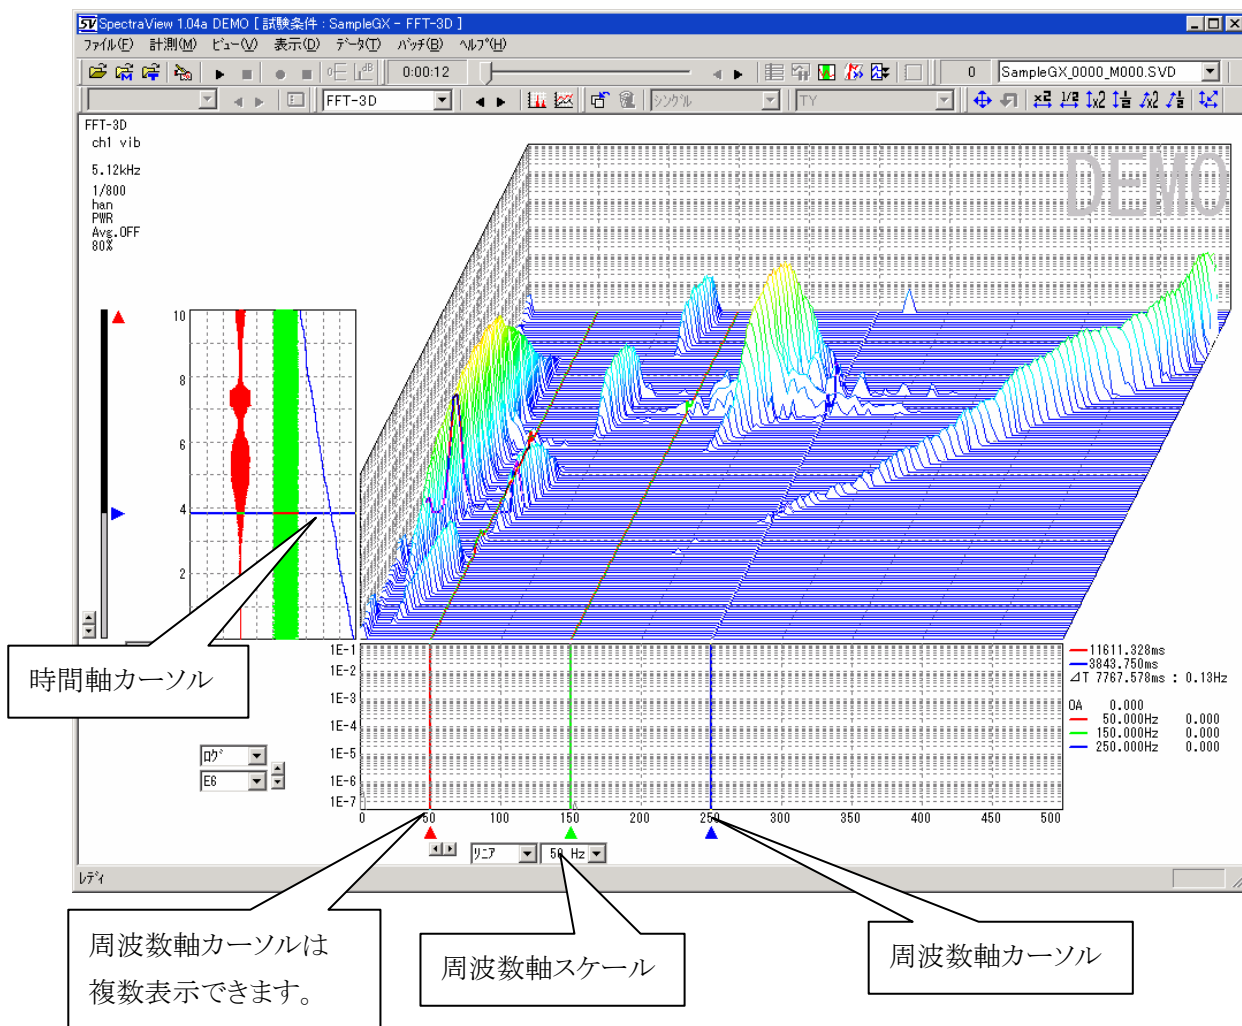 SpectraView 1.04a DEMO [ 試験条件 : SampleGX - FFT-3D ]
ファイル(F) 計測(M) ビュー(V) 表示(D) データ(T) バッチ(B) ヘルプ(H)
dB 0:00:12 0 SampleGX_0000_M000.SVD
FFT-3D シングル TY x2 1/2 x2 x2
FFT-3D
ch1 vib
5.12kHz
1/800
han
PWR
Avg.OFF
80%
DEMO
10
8
6
4
2
時間軸カーソル
1E-1
1E-2
1E-3
1E-4
1E-5
1E-6
1E-7
ログ
E6
0 50 100 150 200 250 300 350 400 450 500
リニア 50 Hz
11611.328ms
3843.750ms
⊿T 7767.578ms : 0.13Hz
OA 0.000
50.000Hz 0.000
150.000Hz 0.000
250.000Hz 0.000
レディ
周波数軸カーソルは
複数表示できます。
周波数軸スケール
周波数軸カーソル